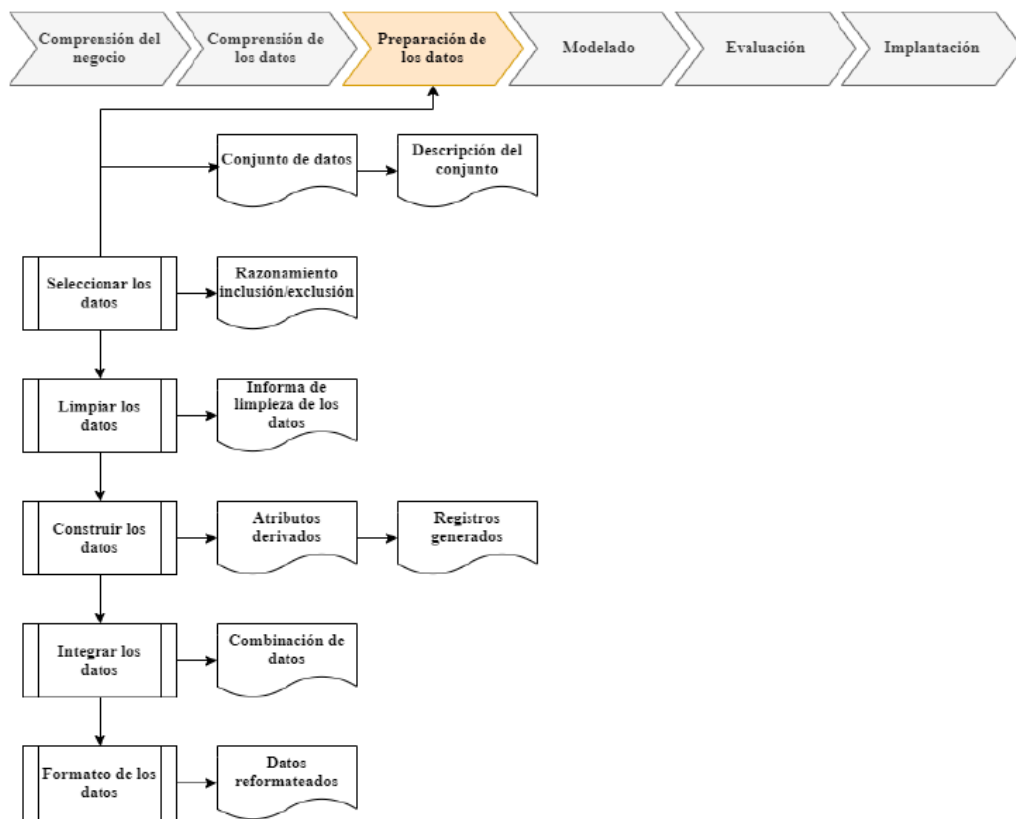 Comprensión del
negocio
Comprensión de
los datos
Preparación de
los datos
Modelado
Evaluación
Implantación
Conjunto de datos
Descripción del
conjunto
Seleccionar los
datos
Razonamiento
inclusión/exclusión
Limpiar los
datos
Informa de
limpieza de los
datos
Construir los
datos
Atributos
derivados
Registros
generados
Integrar los
datos
Combinación de
datos
Formateo de los
datos
Datos
reformateados